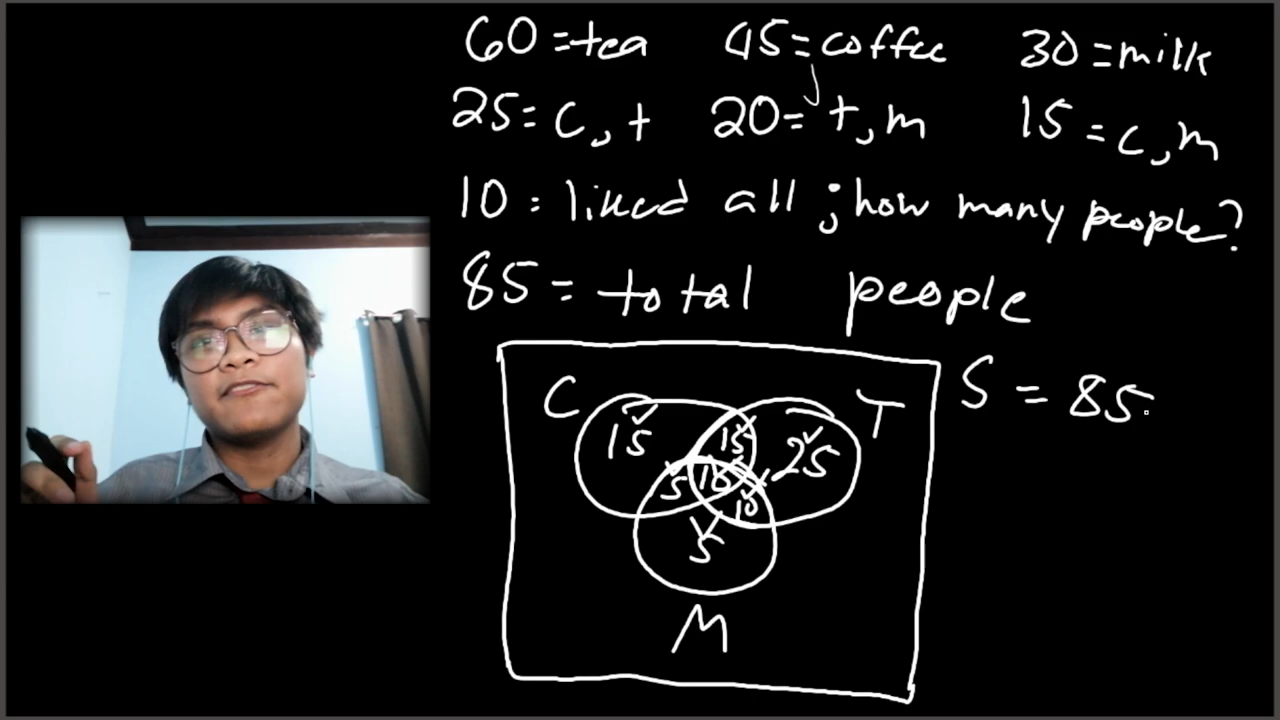 60 = tea 45 = coffee 30 = milk
25 = c, t 20 = t, m 15 = c, m
10 = liked all ; how many people?
85 = total people
C T S = 85
15 15 25
5 10 10
5
M